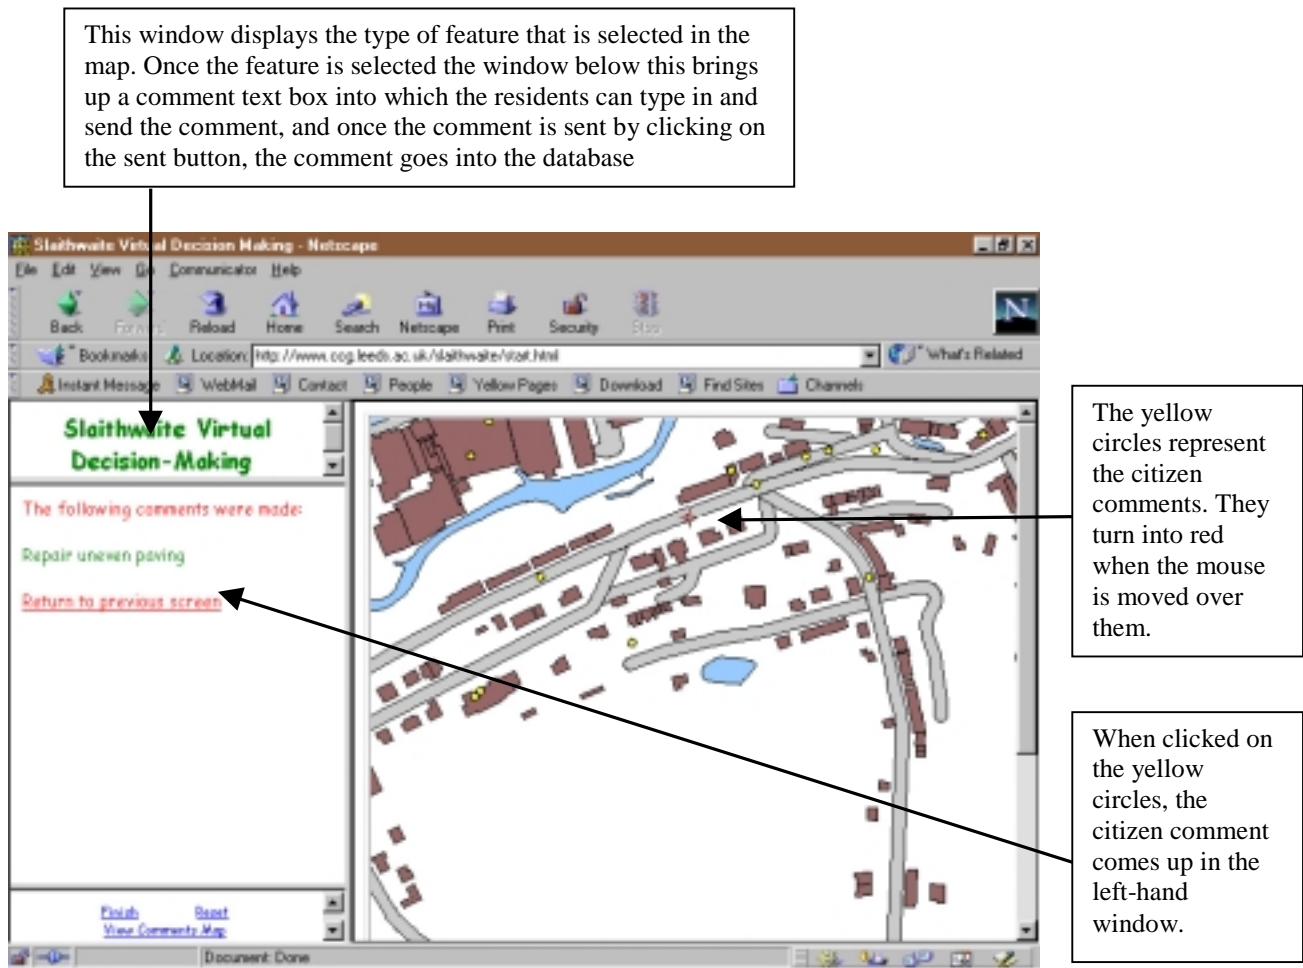 This window displays the type of feature that is selected in the
map. Once the feature is selected the window below this brings
up a comment text box into which the residents can type in and
send the comment, and once the comment is sent by clicking on
the sent button, the comment goes into the database
Slaithwaite Virtual Decision Making - Netscape
File Edit View Go Communicator Help
Back Forward Reload Home Search Netscape Print Security Stop
Bookmarks Location: http://www.ccg.leeds.ac.uk/slaithwaite/start.html What's Related
Instant Message WebMail Contact People Yellow Pages Download Find Sites Channels
Slaithwaite Virtual
Decision-Making
The following comments were made:
Repair uneven paving
Return to previous screen
Finish Reset
View Comments Map
Document: Done
The yellow
circles represent
the citizen
comments. They
turn into red
when the mouse
is moved over
them.
When clicked on
the yellow
circles, the
citizen comment
comes up in the
left-hand
window.